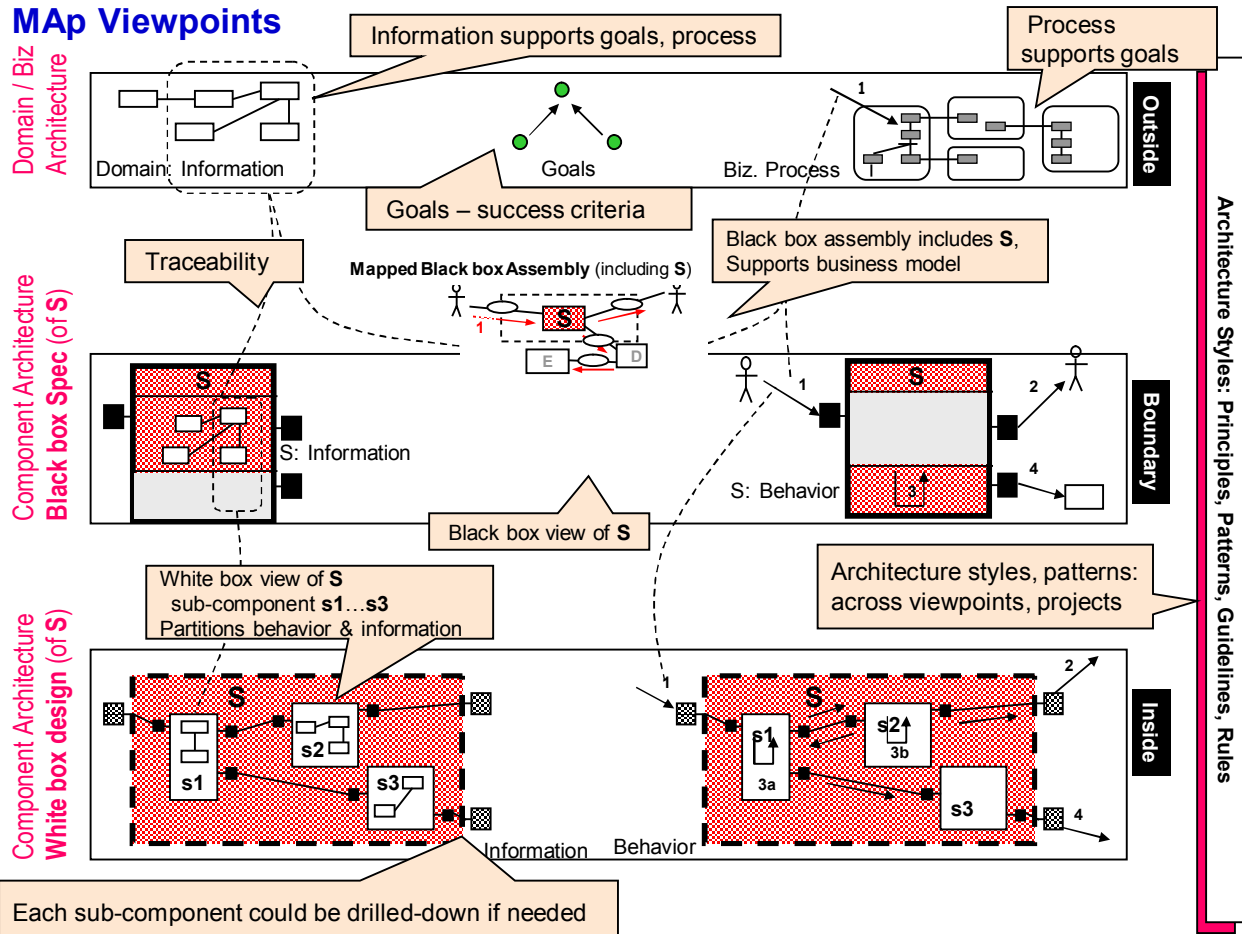 MAp Viewpoints
Information supports goals, process
Process
supports goals
Domain / Biz
Architecture
1
Outside
Domain: Information
Goals
Biz. Process
Goals – success criteria
Traceability
Black box assembly includes S,
Supports business model
Mapped Black box Assembly (including S)
1
S
E
D
Component Architecture
Black box Spec (of S)
S
S: Information
1
S
2
S: Behavior
3
4
Boundary
Black box view of S
White box view of S
sub-component s1...s3
Partitions behavior & information
Architecture styles, patterns:
across viewpoints, projects
Architecture Styles: Principles, Patterns, Guidelines, Rules
Component Architecture
White box design (of S)
S
s1
s2
s3
Information
Behavior
1
S
s1
3a
s2
3b
s3
2
4
Inside
Each sub-component could be drilled-down if needed